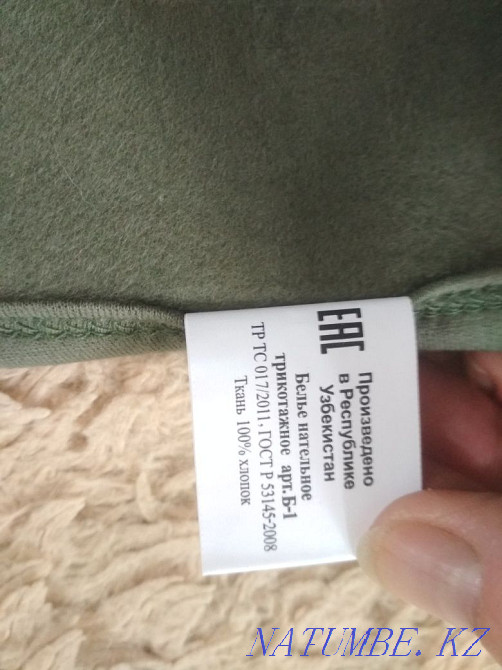 ЕАС
Произведено
в Республике
Узбекистан
Белье нательное
трикотажное арт.Б-1
ТР ТС 017/2011, ГОСТ Р 53145-2008
Ткань 100% хлопок
NATUMBE.KZ